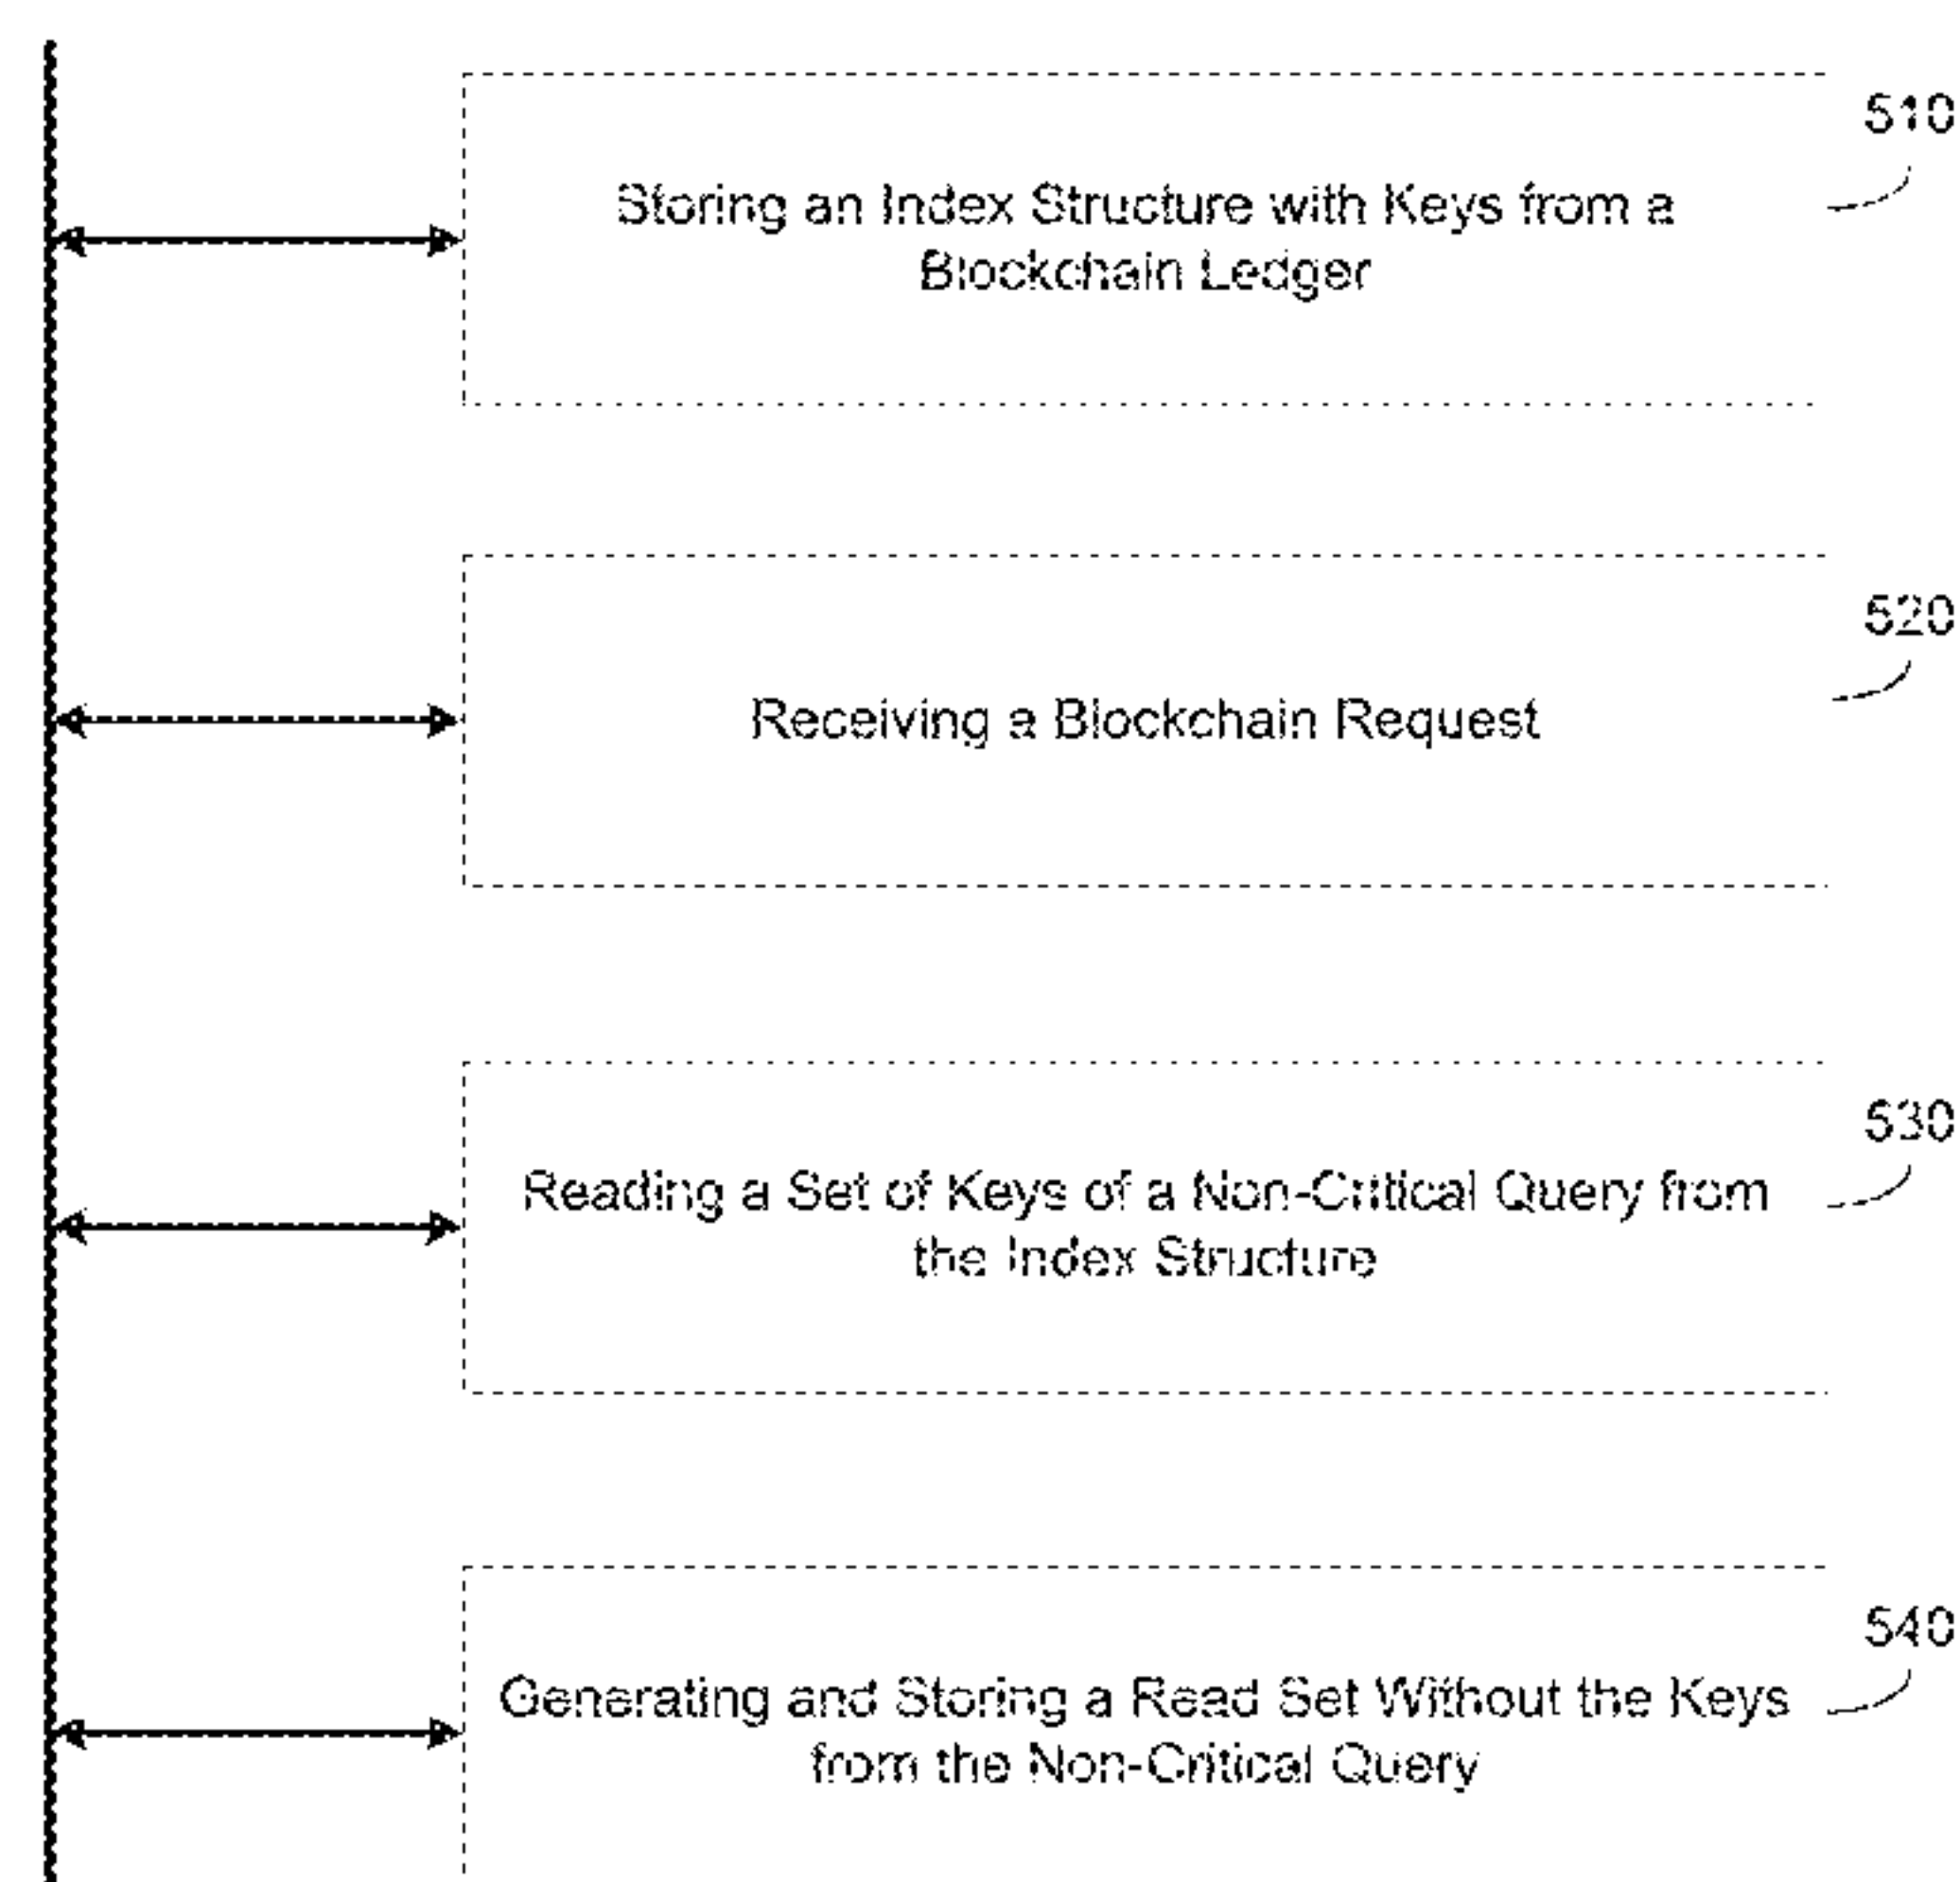 510
Storing an Index Structure with Keys from a
Blockchain Ledger
520
Receiving a Blockchain Request
530
Reading a Set of Keys of a Non-Critical Query from
the Index Structure
540
Generating and Storing a Read Set Without the Keys
from the Non-Critical Query